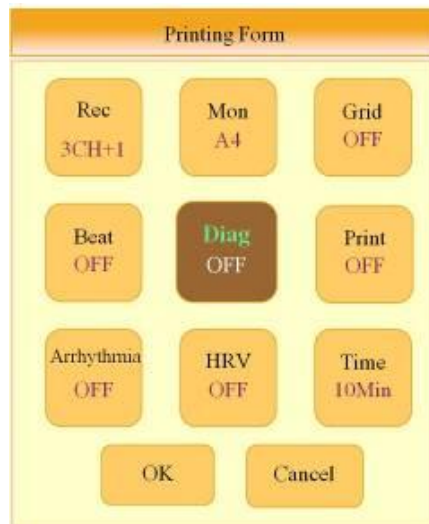 Printing Form
Rec
3CH+1
Mon
A4
Grid
OFF
Beat
OFF
Diag
OFF
Print
OFF
Arrhythmia
OFF
HRV
OFF
Time
10Min
OK
Cancel